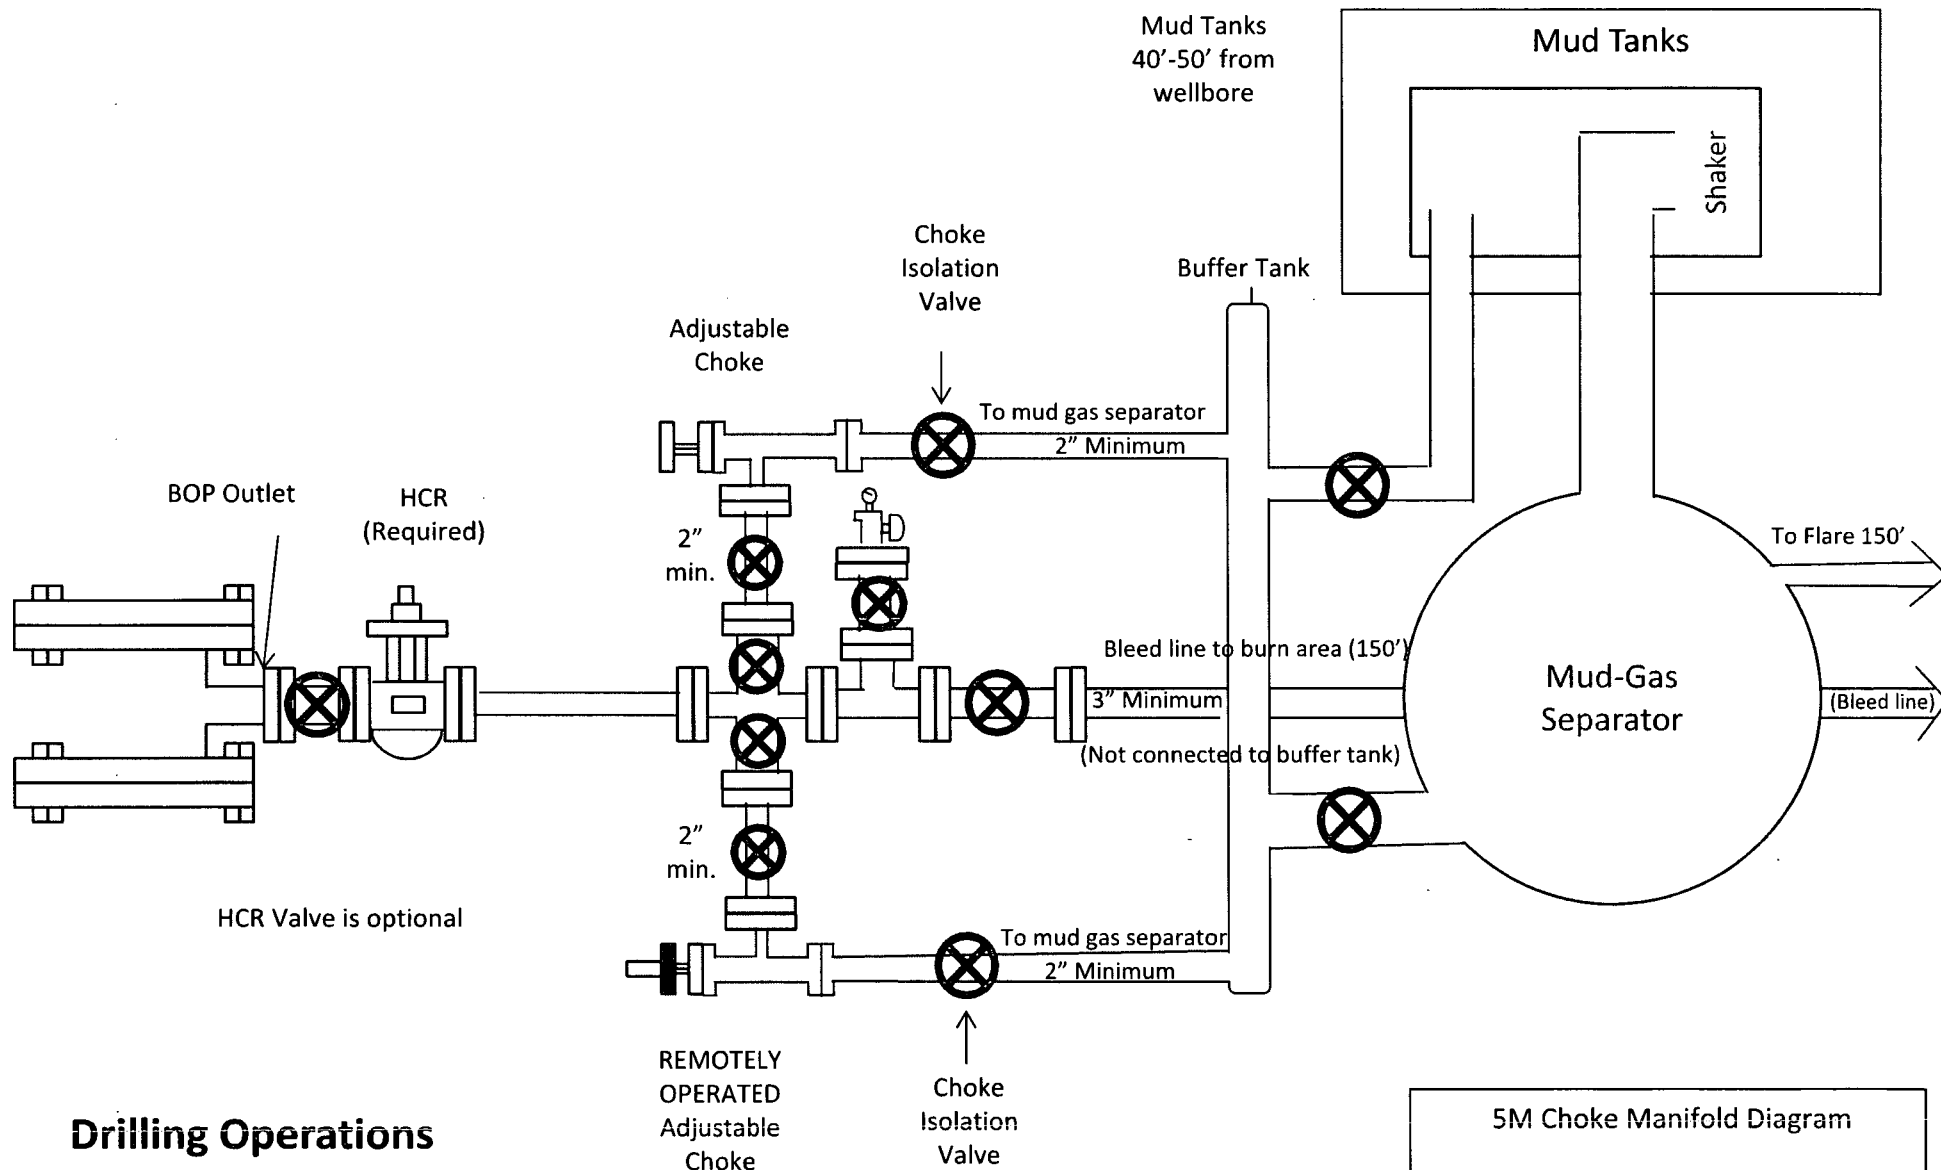 Mud Tanks
40'-50' from
wellbore
Mud Tanks
Shaker
Choke
Isolation
Valve
Buffer Tank
Adjustable
Choke
To mud gas separator
2" Minimum
BOP Outlet
HCR
(Required)
2"
min.
To Flare 150'
Bleed line to burn area (150')
3" Minimum
(Not connected to buffer tank)
Mud-Gas
Separator
(Bleed line)
2"
min.
HCR Valve is optional
To mud gas separator
2" Minimum
REMOTELY
OPERATED
Adjustable
Choke
Choke
Isolation
Valve
Drilling Operations
5M Choke Manifold Diagram